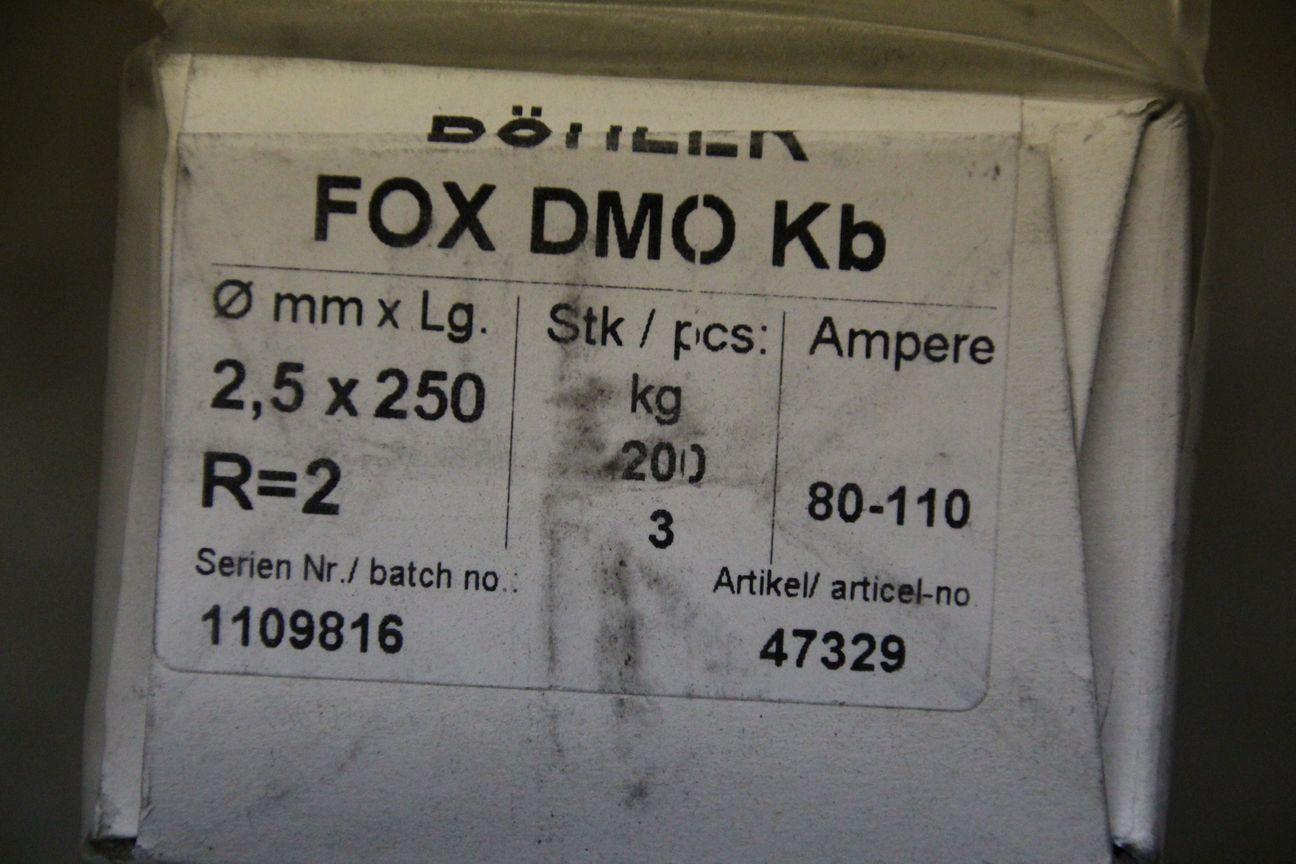 BÖHLER
FOX DMO Kb
Ø mm x Lg. Stk / pcs: Ampere
2,5 x 250 kg
200
R=2 80-110
3
Serien Nr./ batch no.: Artikel/ articel-no
1109816 47329